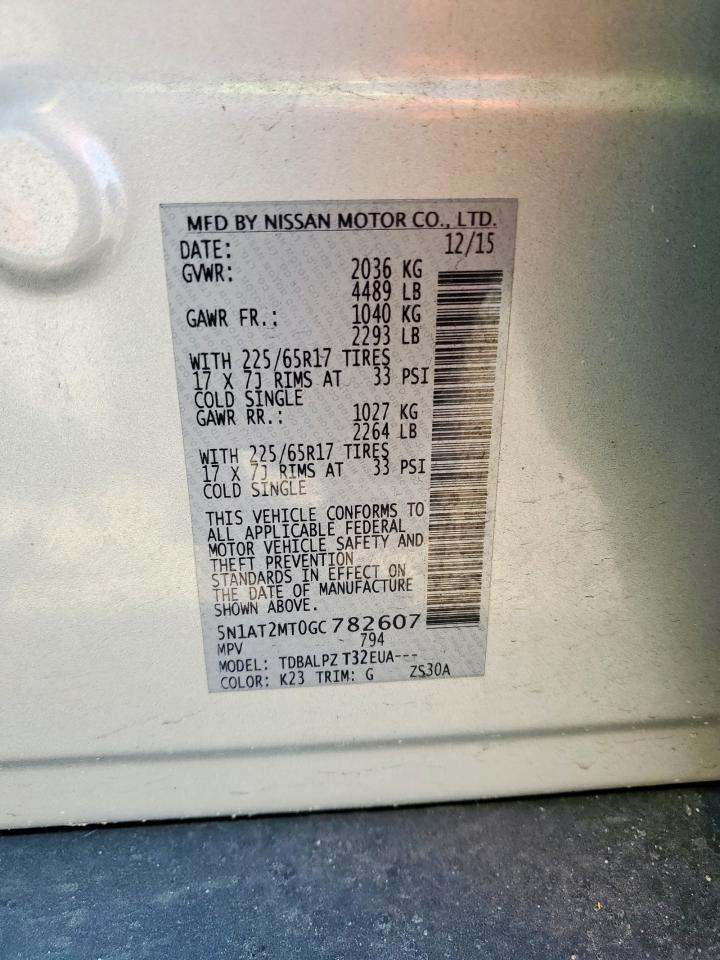 MFD BY NISSAN MOTOR CO., LTD.
DATE: 12/15
GVWR: 2036 KG
4489 LB
GAWR FR.: 1040 KG
2293 LB
WITH 225/65R17 TIRES
17 X 7J RIMS AT 33 PSI
COLD SINGLE
GAWR RR.: 1027 KG
2264 LB
WITH 225/65R17 TIRES
17 X 7J RIMS AT 33 PSI
COLD SINGLE
THIS VEHICLE CONFORMS TO
ALL APPLICABLE FEDERAL
MOTOR VEHICLE SAFETY AND
THEFT PREVENTION
STANDARDS IN EFFECT ON
THE DATE OF MANUFACTURE
SHOWN ABOVE.
5N1AT2MT0GC782607
MPV 794
MODEL: TDBALPZ T32EUA---
COLOR: K23 TRIM: G ZS30A